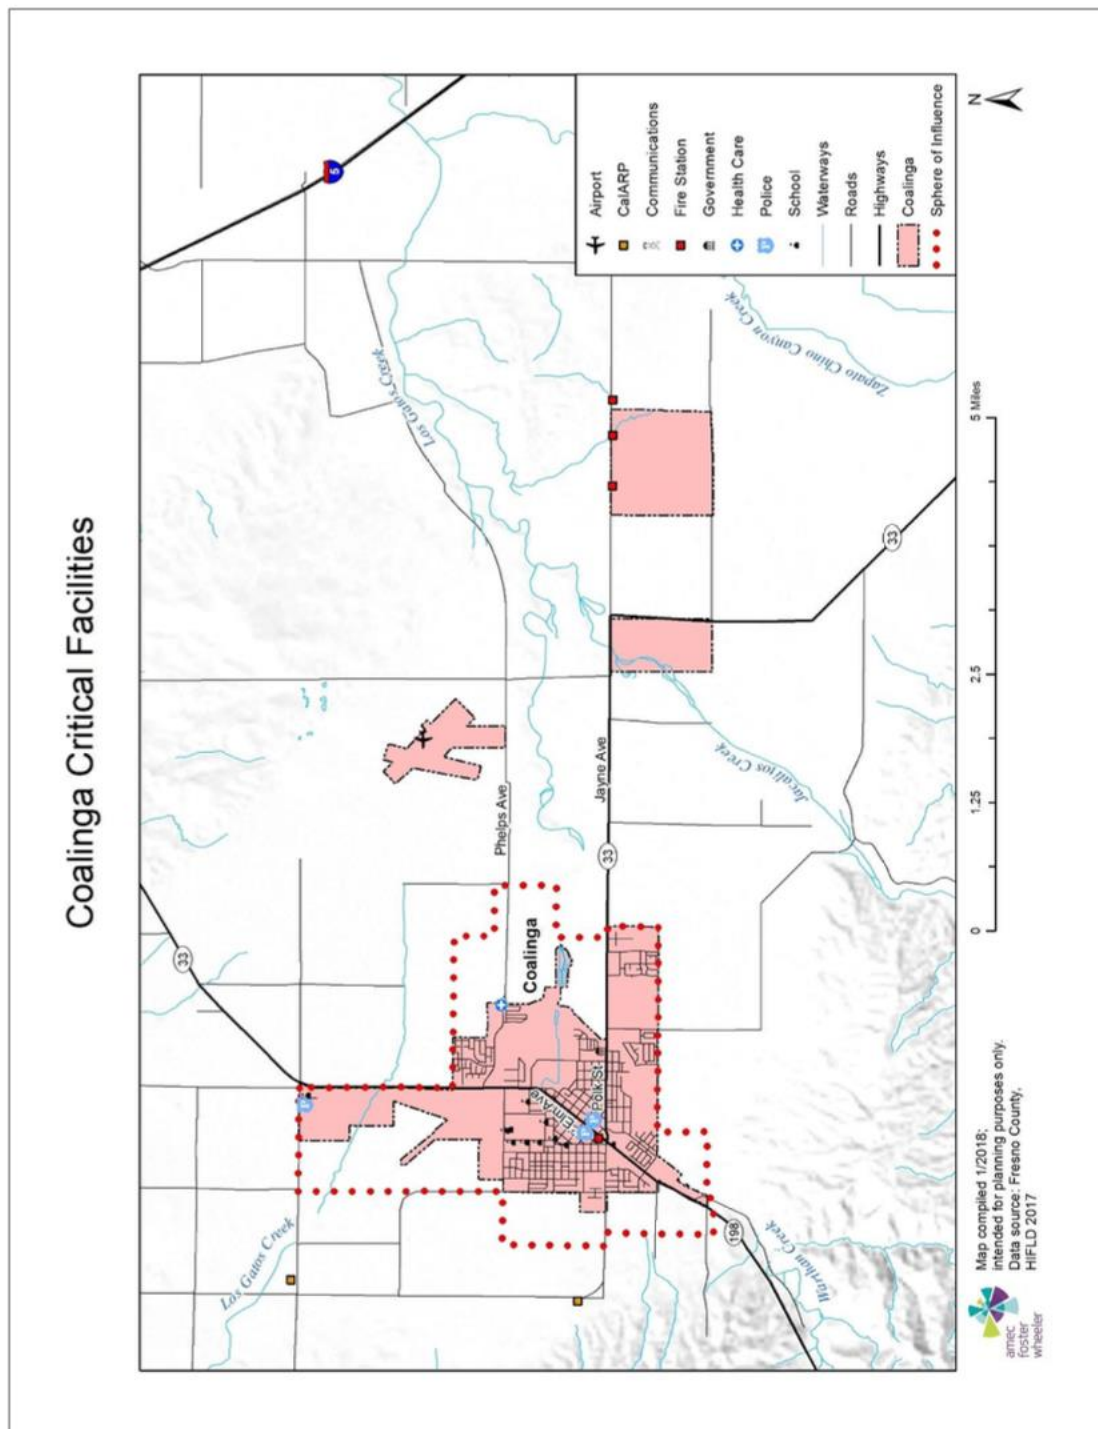 Coalinga Critical Facilities
33
5
Los Gatos Creek
Los Gatos Creek
Phelps Ave
Coalinga
Elm Ave
Polk St
Jayne Ave
33
198
Warthan Creek
Jacalitos Creek
33
Zapato Chino Canyon Creek
Airport
CalARP
Communications
Fire Station
Government
Health Care
Police
School
Waterways
Roads
Highways
Coalinga
Sphere of Influence
amec
foster
wheeler
Map compiled 1/2018;
intended for planning purposes only.
Data source: Fresno County,
HIFLD 2017
0
1.25
2.5
5 Miles
N